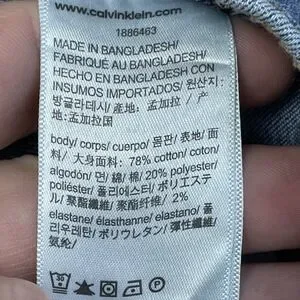 www.calvinklein.com
1886463
MADE IN BANGLADESH/
FABRIQUÉ AU BANGLADESH/
HECHO EN BANGLADESH CON
INSUMOS IMPORTADOS/ 원산지:
방글라데시/ 產地: 孟加拉 / 产
地:孟加拉国
body/ corps/ cuerpo/ 몸판/ 表地/ 面
料/ 大身面料: 78% cotton/ coton/
algodón/ 면/ 綿/ 棉/ 20% polyester/
poliéster/ 폴리에스터/ ポリエステ
ル/ 聚酯纖維/ 聚酯纤维/ 2%
elastane/ élasthanne/ elastano/ 폴
리우레탄/ ポリウレタン/ 彈性纖維/
氨纶/
30